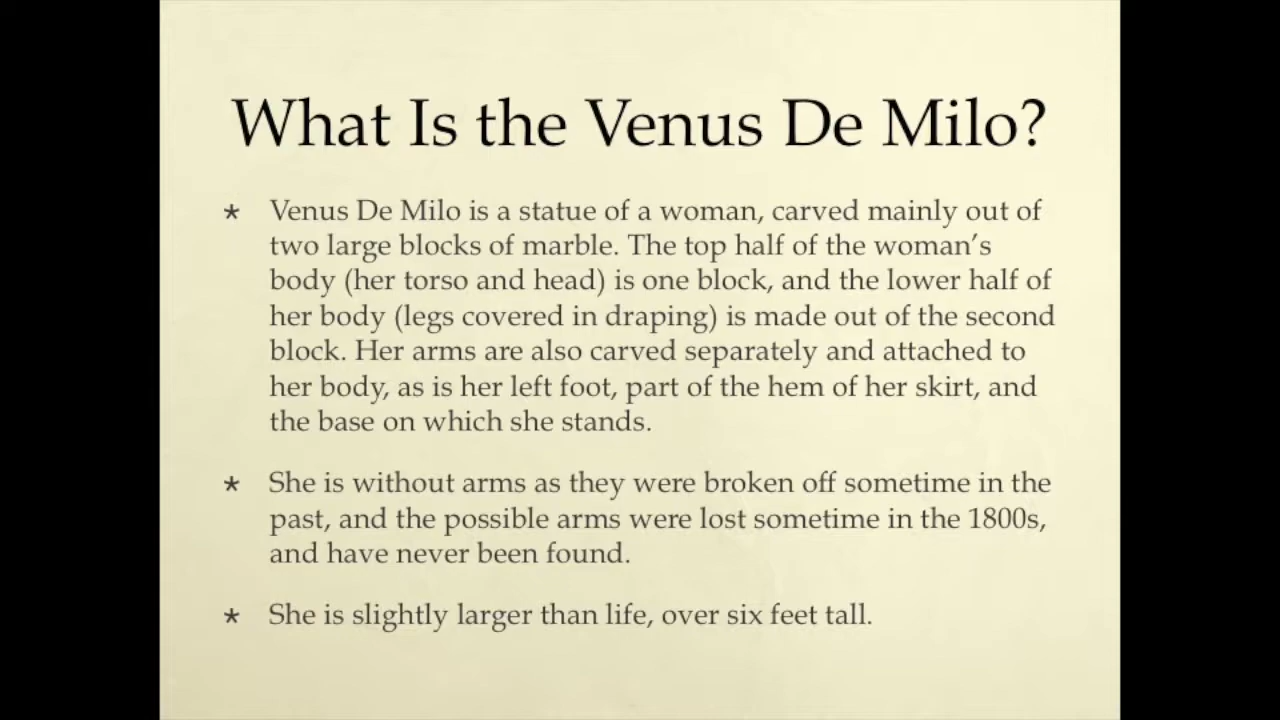 What Is the Venus De Milo?
* Venus De Milo is a statue of a woman, carved mainly out of
two large blocks of marble. The top half of the woman’s
body (her torso and head) is one block, and the lower half of
her body (legs covered in draping) is made out of the second
block. Her arms are also carved separately and attached to
her body, as is her left foot, part of the hem of her skirt, and
the base on which she stands.
* She is without arms as they were broken off sometime in the
past, and the possible arms were lost sometime in the 1800s,
and have never been found.
* She is slightly larger than life, over six feet tall.